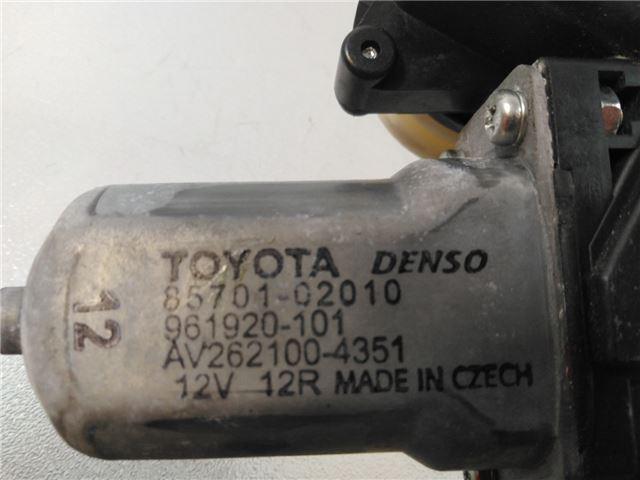 TOYOTA DENSO
85701-02010
961920-101
AV262100-4351
12V 12R MADE IN CZECH
12